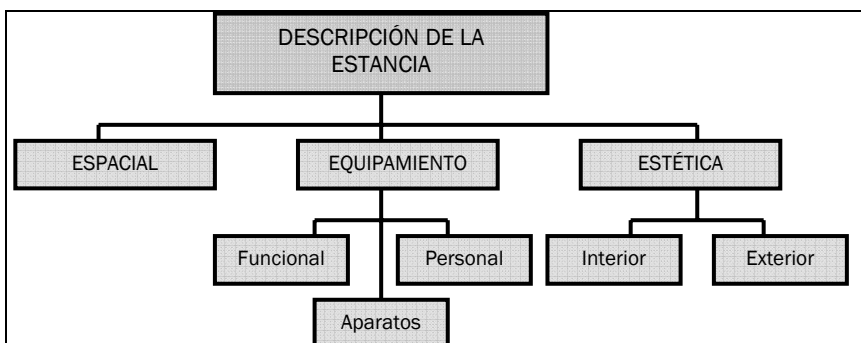 DESCRIPCIÓN DE LA
ESTANCIA
ESPACIAL
EQUIPAMIENTO
ESTÉTICA
Funcional
Personal
Interior
Exterior
Aparatos